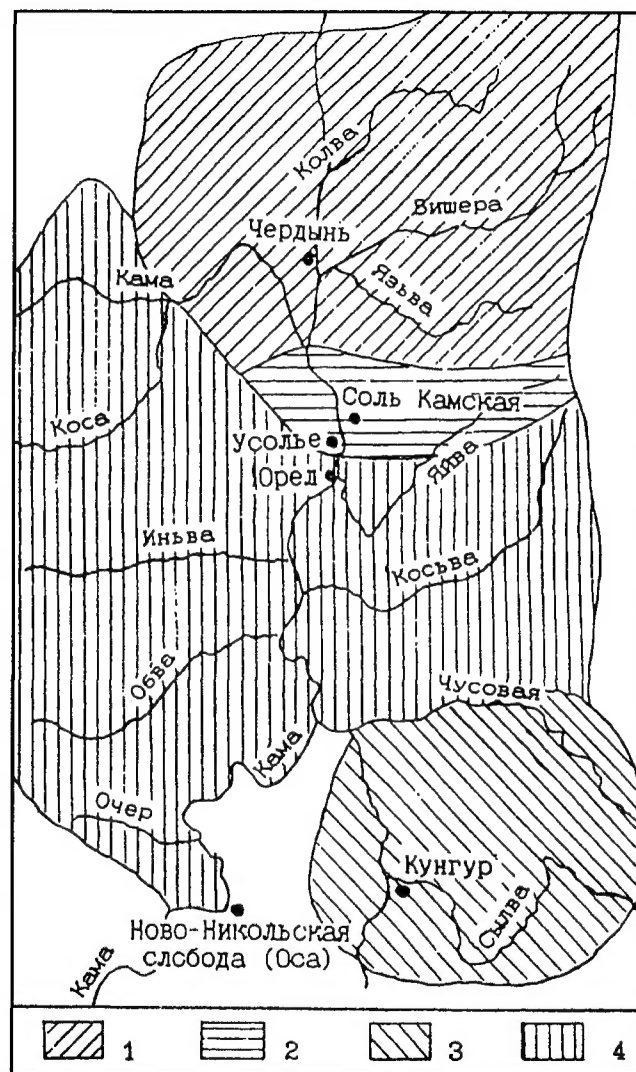 Колва
Вишера
Чердынь
Кама
Язьва
Соль Камская
Коса
Усолье
Яйва
Орел
Иньва
Косьва
Обва
Чусовая
Кама
Очер
Кунгур
Сылва
Ново-Никольская
слобода (Оса)
Кама
1 2 3 4